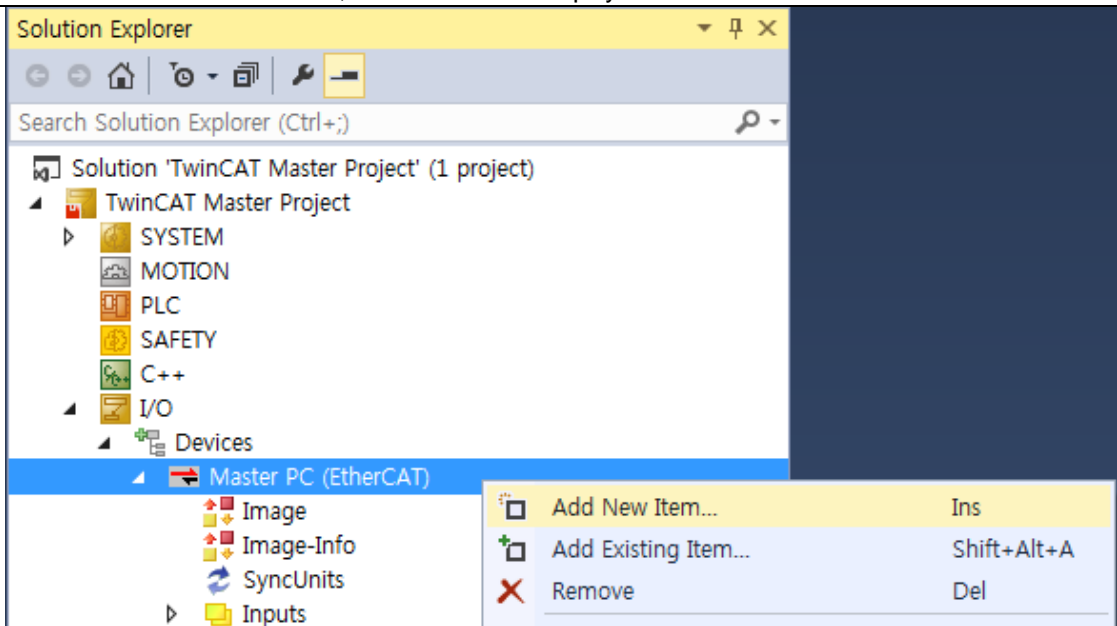 Solution Explorer
Search Solution Explorer (Ctrl+;)
Solution 'TwinCAT Master Project' (1 project)
TwinCAT Master Project
SYSTEM
MOTION
PLC
SAFETY
C++
I/O
Devices
Master PC (EtherCAT)
Image
Image-Info
SyncUnits
Inputs
Add New Item... Ins
Add Existing Item... Shift+Alt+A
Remove Del